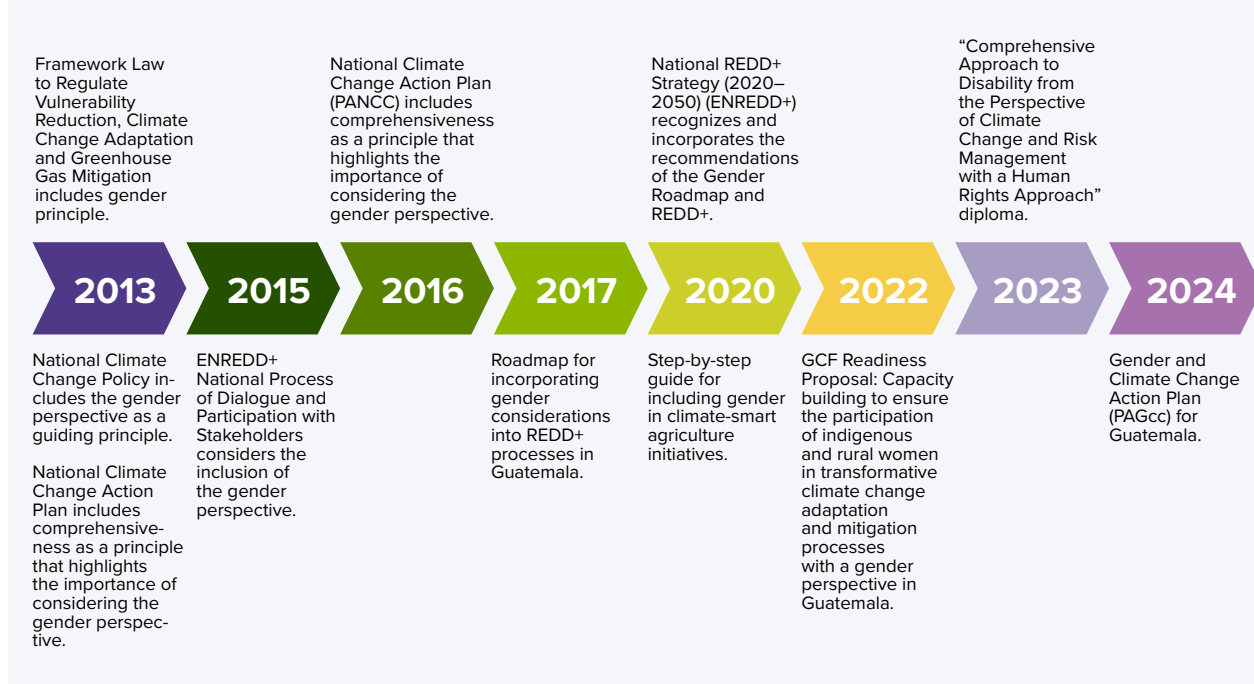 Framework Law
to Regulate
Vulnerability
Reduction, Climate
Change Adaptation
and Greenhouse
Gas Mitigation
includes gender
principle.
National Climate
Change Action Plan
(PANCC) includes
comprehensiveness
as a principle that
highlights the
importance of
considering the
gender perspective.
National REDD+
Strategy (2020–
2050) (ENREDD+)
recognizes and
incorporates the
recommendations
of the Gender
Roadmap and
REDD+.
“Comprehensive
Approach to
Disability from
the Perspective
of Climate
Change and Risk
Management
with a Human
Rights Approach”
diploma.
2013
2015
2016
2017
2020
2022
2023
2024
National Climate
Change Policy in-
cludes the gender
perspective as a
guiding principle.
National Climate
Change Action
Plan includes
comprehensive-
ness as a principle
that highlights
the importance of
considering the
gender perspec-
tive.
ENREDD+
National Process
of Dialogue and
Participation with
Stakeholders
considers the
inclusion of
the gender
perspective.
Roadmap for
incorporating
gender
considerations
into REDD+
processes in
Guatemala.
Step-by-step
guide for
including gender
in climate-smart
agriculture
initiatives.
GCF Readiness
Proposal: Capacity
building to ensure
the participation
of indigenous
and rural women
in transformative
climate change
adaptation
and mitigation
processes
with a gender
perspective in
Guatemala.
Gender and
Climate Change
Action Plan
(PAGcc) for
Guatemala.